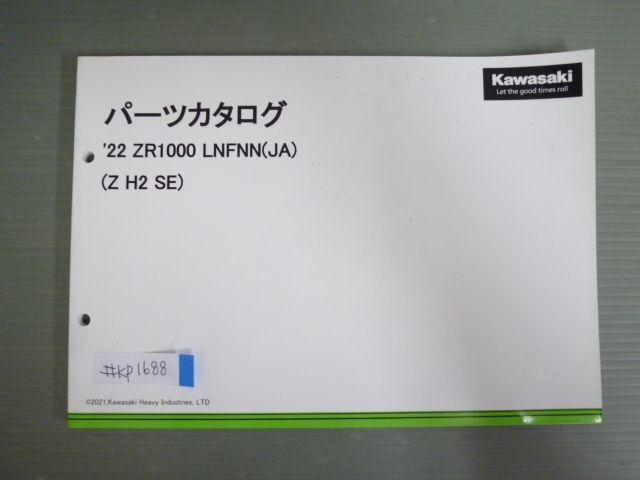 Kawasaki
Let the good times roll
パーツカタログ
'22 ZR1000 LNFNN(JA)
(Z H2 SE)
#KP1688
©2021,Kawasaki Heavy Industries, LTD